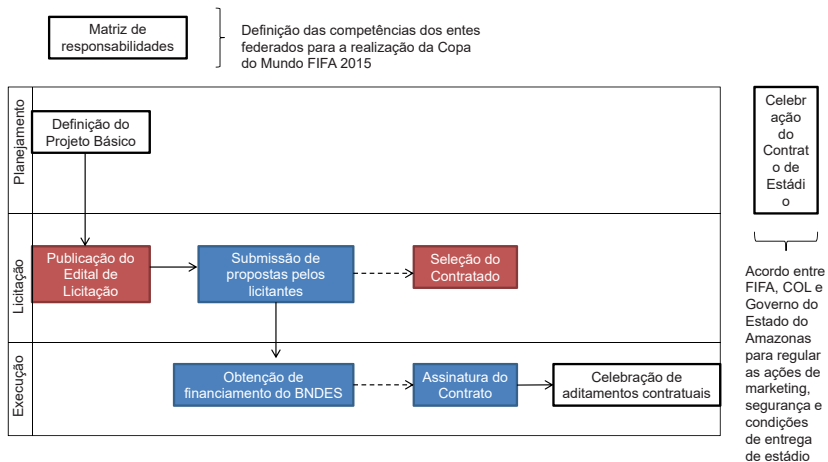 Matriz de
responsabilidades
Definição das competências dos entes
federados para a realização da Copa
do Mundo FIFA 2015
Planejamento
Definição do
Projeto Básico
Celebr
ação
do
Contrat
o de
Estádi
o
Licitação
Publicação do
Edital de
Licitação
Submissão de
propostas pelos
licitantes
Seleção do
Contratado
Execução
Obtenção de
financiamento do BNDES
Assinatura do
Contrato
Celebração de
aditamentos contratuais
Acordo entre
FIFA, COL e
Governo do
Estado do
Amazonas
para regular
as ações de
marketing,
segurança e
condições
de entrega
de estádio